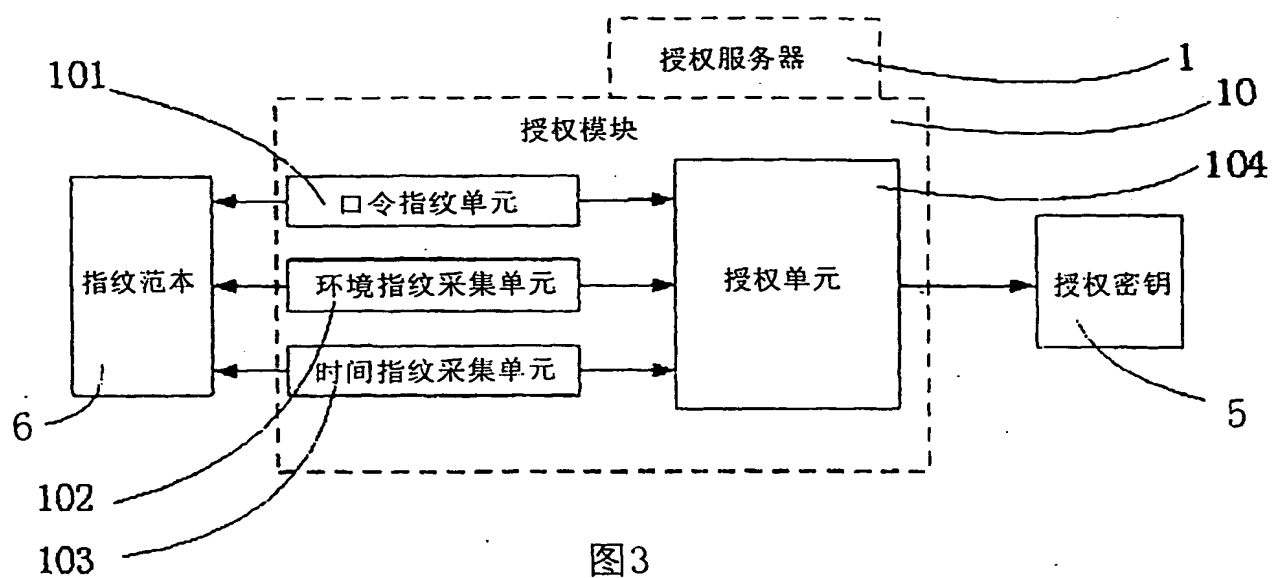 授权服务器
1
101
10
授权模块
104
口令指纹单元
指纹范本
环境指纹采集单元
授权单元
授权密钥
时间指纹采集单元
6
5
102
103
图3